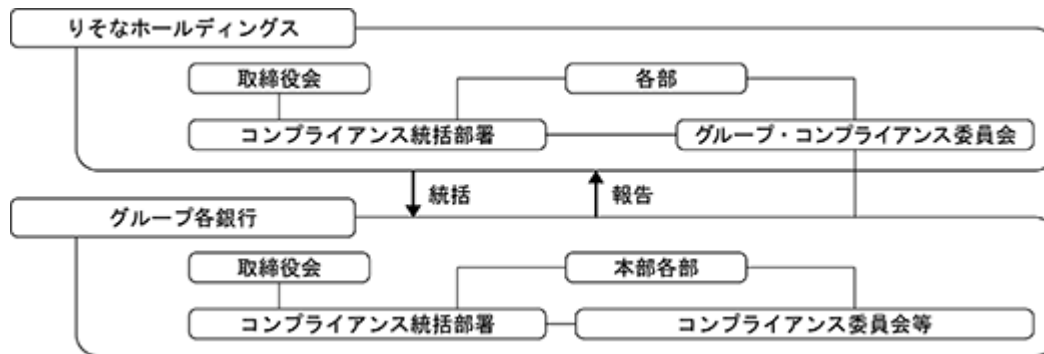 りそなホールディングス
取締役会
各部
コンプライアンス統括部署
グループ・コンプライアンス委員会
統括
報告
グループ各銀行
取締役会
本部各部
コンプライアンス統括部署
コンプライアンス委員会等